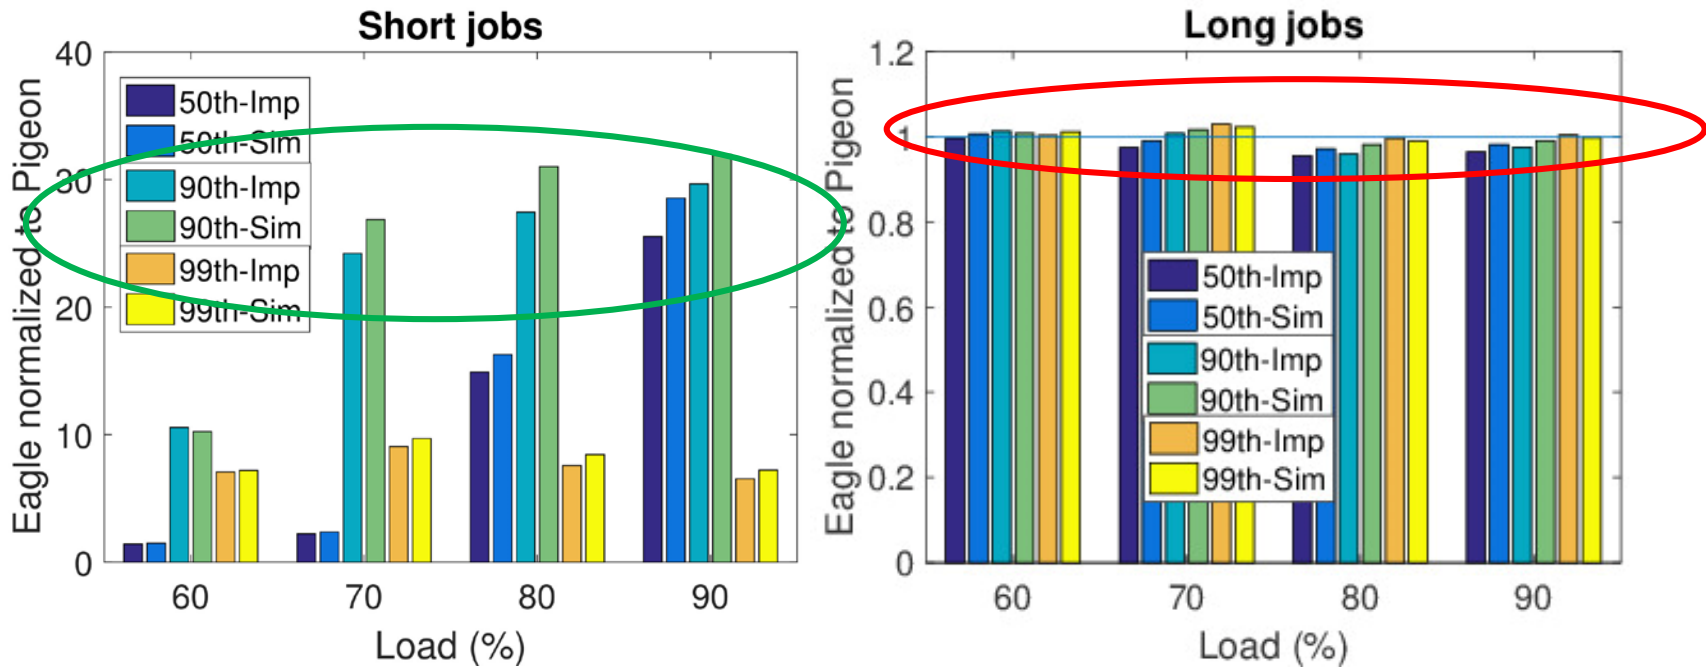 Short jobs
Eagle normalized to Pigeon
40
30
20
10
0
50th-Imp
50th-Sim
90th-Imp
90th-Sim
99th-Imp
99th-Sim
60 70 80 90
Load (%)
Long jobs
Eagle normalized to Pigeon
1.2
1
0.8
0.6
0.4
0.2
0
50th-Imp
50th-Sim
90th-Imp
90th-Sim
99th-Imp
99th-Sim
60 70 80 90
Load (%)